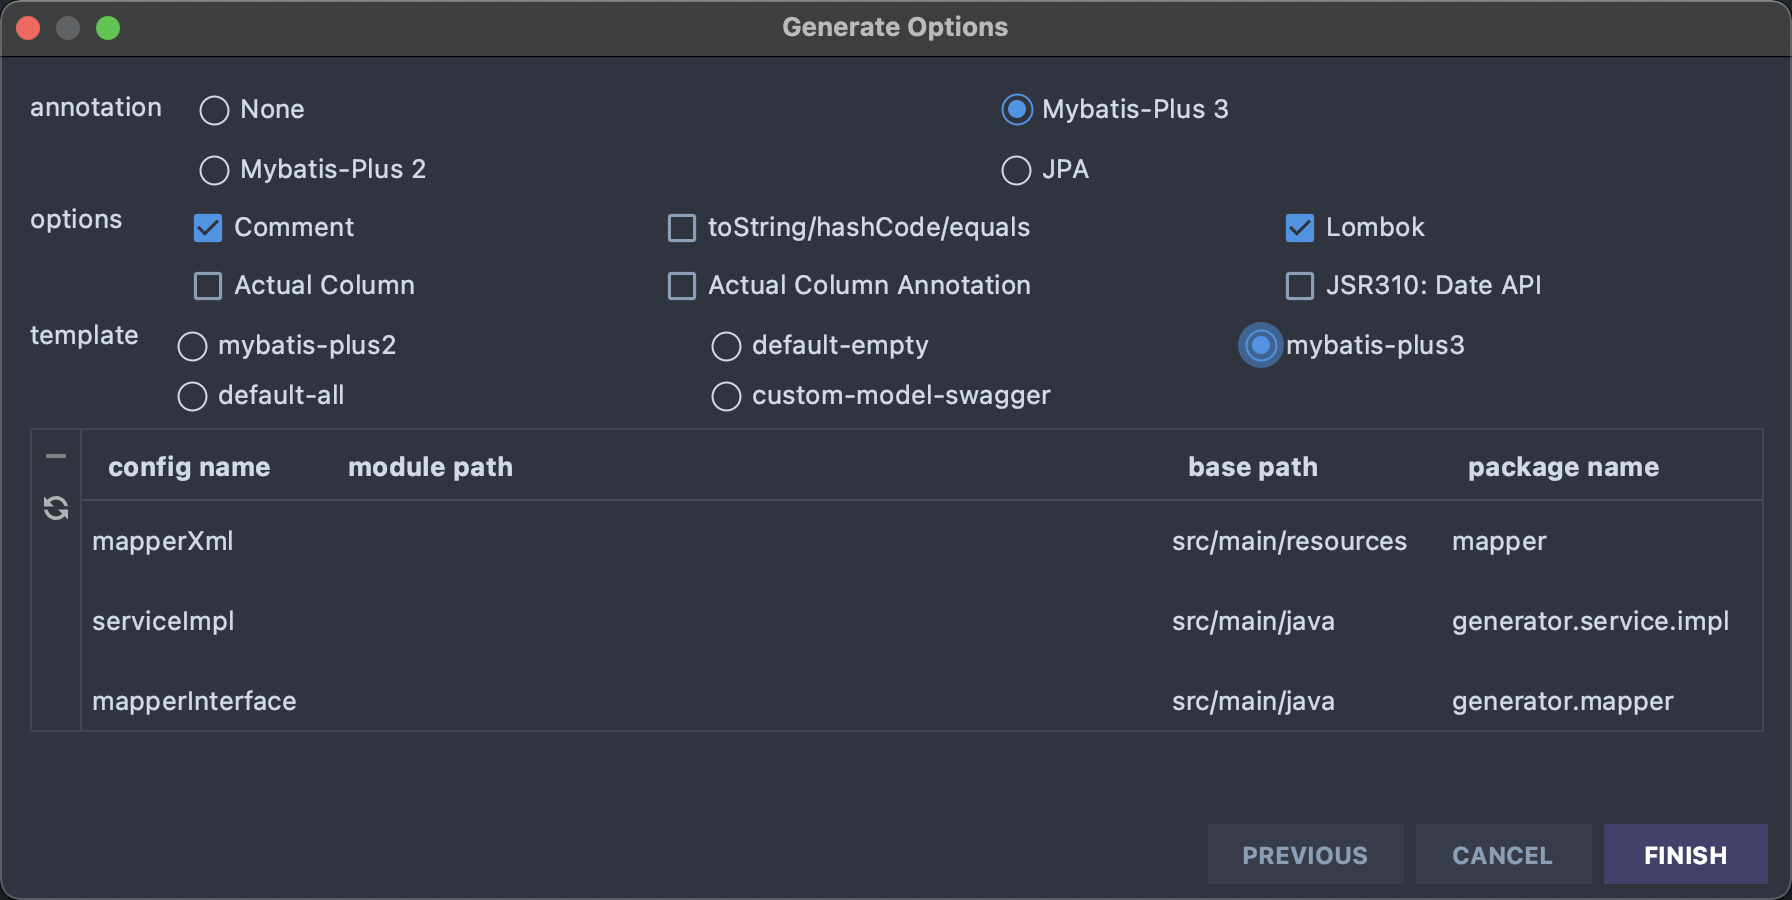 Generate Options
annotation None Mybatis-Plus 3
Mybatis-Plus 2 JPA
options Comment toString/hashCode/equals Lombok
Actual Column Actual Column Annotation JSR310: Date API
template mybatis-plus2 default-empty mybatis-plus3
default-all custom-model-swagger
config name module path base path package name
mapperXml src/main/resources mapper
serviceImpl src/main/java generator.service.impl
mapperInterface src/main/java generator.mapper
PREVIOUS CANCEL FINISH